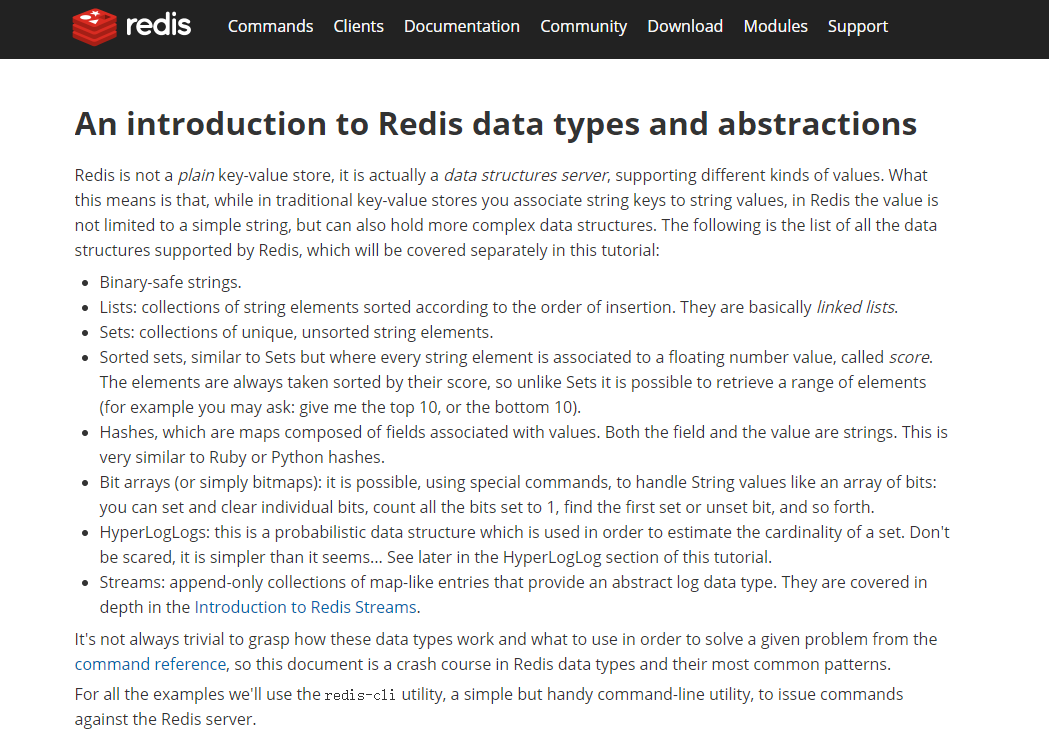 redis Commands Clients Documentation Community Download Modules Support
An introduction to Redis data types and abstractions
Redis is not a plain key-value store, it is actually a data structures server, supporting different kinds of values. What
this means is that, while in traditional key-value stores you associate string keys to string values, in Redis the value is
not limited to a simple string, but can also hold more complex data structures. The following is the list of all the data
structures supported by Redis, which will be covered separately in this tutorial:
• Binary-safe strings.
• Lists: collections of string elements sorted according to the order of insertion. They are basically linked lists.
• Sets: collections of unique, unsorted string elements.
• Sorted sets, similar to Sets but where every string element is associated to a floating number value, called score.
The elements are always taken sorted by their score, so unlike Sets it is possible to retrieve a range of elements
(for example you may ask: give me the top 10, or the bottom 10).
• Hashes, which are maps composed of fields associated with values. Both the field and the value are strings. This is
very similar to Ruby or Python hashes.
• Bit arrays (or simply bitmaps): it is possible, using special commands, to handle String values like an array of bits:
you can set and clear individual bits, count all the bits set to 1, find the first set or unset bit, and so forth.
• HyperLogLogs: this is a probabilistic data structure which is used in order to estimate the cardinality of a set. Don't
be scared, it is simpler than it seems... See later in the HyperLogLog section of this tutorial.
• Streams: append-only collections of map-like entries that provide an abstract log data type. They are covered in
depth in the Introduction to Redis Streams.
It's not always trivial to grasp how these data types work and what to use in order to solve a given problem from the
command reference, so this document is a crash course in Redis data types and their most common patterns.
For all the examples we'll use the redis-cli utility, a simple but handy command-line utility, to issue commands
against the Redis server.